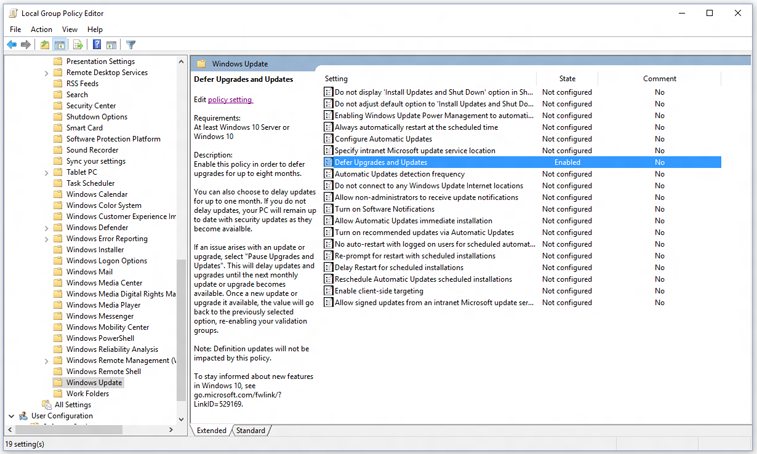 Local Group Policy Editor
File Action View Help
Presentation Settings
Remote Desktop Services
RSS Feeds
Search
Security Center
Shutdown Options
Smart Card
Software Protection Platform
Sound Recorder
Sync your settings
Tablet PC
Task Scheduler
Windows Calendar
Windows Color System
Windows Customer Experience Im
Windows Defender
Windows Error Reporting
Windows Installer
Windows Logon Options
Windows Mail
Windows Media Center
Windows Media Digital Rights Ma
Windows Media Player
Windows Messenger
Windows Mobility Center
Windows PowerShell
Windows Reliability Analysis
Windows Remote Management (W
Windows Remote Shell
Windows Update
Work Folders
All Settings
User Configuration
Windows Update
Defer Upgrades and Updates
Edit policy setting.
Requirements:
At least Windows 10 Server or
Windows 10
Description:
Enable this policy in order to defer
upgrades for up to eight months.
You can also choose to delay updates
for up to one month. If you do not
delay updates, your PC will remain up
to date with security updates as they
become avaialble.
If an issue arises with an update or
upgrade, select "Pause Upgrades and
Updates". This will delay updates and
upgrades until the next monthly
update or upgrade becomes
available. Once a new update or
upgrade it available, the value will go
back to the previously selected
option, re-enabling your validation
groups.
Note: Definition updates will not be
impacted by this policy.
To stay informed about new features
in Windows 10, see
go.microsoft.com/fwlink/?
LinkID=529169.
Setting State Comment
Do not display 'Install Updates and Shut Down' option in Sh... Not configured No
Do not adjust default option to 'Install Updates and Shut Do... Not configured No
Enabling Windows Update Power Management to automati... Not configured No
Always automatically restart at the scheduled time Not configured No
Configure Automatic Updates Not configured No
Specify intranet Microsoft update service location Not configured No
Defer Upgrades and Updates Enabled No
Automatic Updates detection frequency Not configured No
Do not connect to any Windows Update Internet locations Not configured No
Allow non-administrators to receive update notifications Not configured No
Turn on Software Notifications Not configured No
Allow Automatic Updates immediate installation Not configured No
Turn on recommended updates via Automatic Updates Not configured No
No auto-restart with logged on users for scheduled automat... Not configured No
Re-prompt for restart with scheduled installations Not configured No
Delay Restart for scheduled installations Not configured No
Reschedule Automatic Updates scheduled installations Not configured No
Enable client-side targeting Not configured No
Allow signed updates from an intranet Microsoft update ser... Not configured No
Extended Standard
19 setting(s)